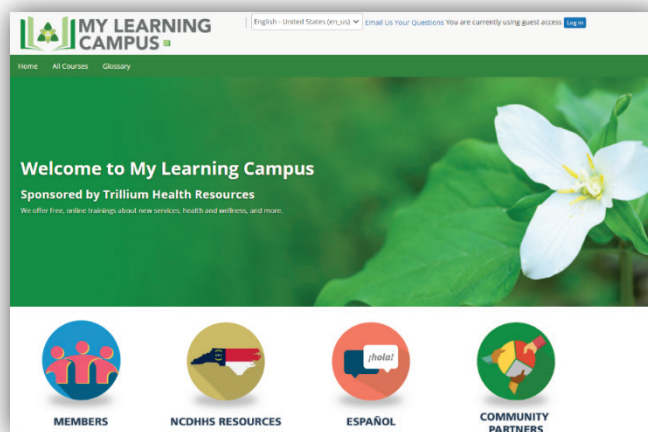 MY LEARNING
CAMPUS
English - United States (en_us)
Email Us Your Questions You are currently using guest access Log in
Home All Courses Glossary
Welcome to My Learning Campus
Sponsored by Trillium Health Resources
We offer free, online trainings about new services, health and wellness, and more.
¡hola!
MEMBERS
NCDHHS RESOURCES
ESPAÑOL
COMMUNITY
PARTNERS